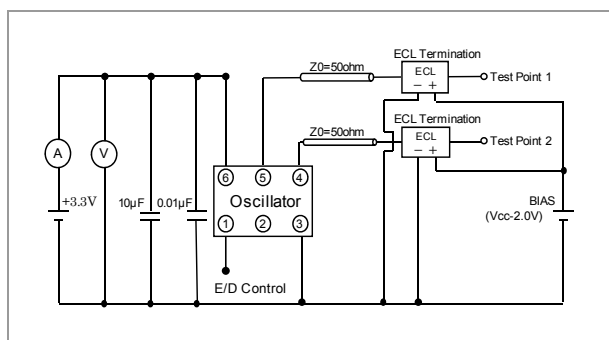 ECL Termination
Z0=50ohm
ECL
− +
Test Point 1
ECL Termination
Z0=50ohm
ECL
− +
Test Point 2
A
V
6
5
4
+3.3V
10µF
0.01µF
Oscillator
BIAS
(Vcc-2.0V)
1
2
3
E/D Control